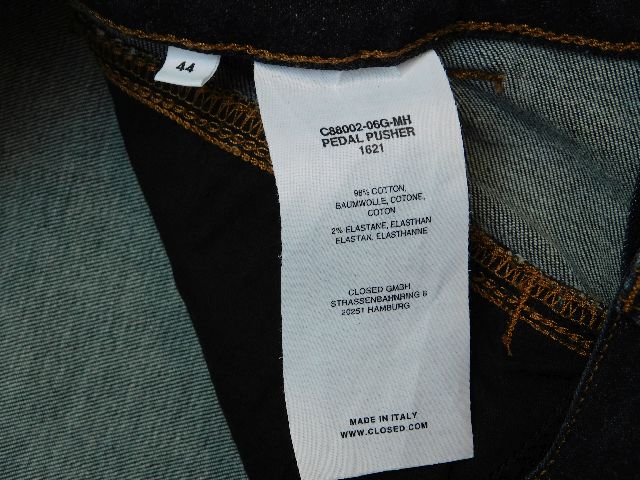 44
C88002-06G-MH
PEDAL PUSHER
1621
98% COTTON,
BAUMWOLLE, COTONE,
COTON
2% ELASTANE, ELASTHAN
ELASTAN, ELASTHANNE
CLOSED GMBH
STRASSENBAHNRING 6
20251 HAMBURG
MADE IN ITALY
WWW.CLOSED.COM